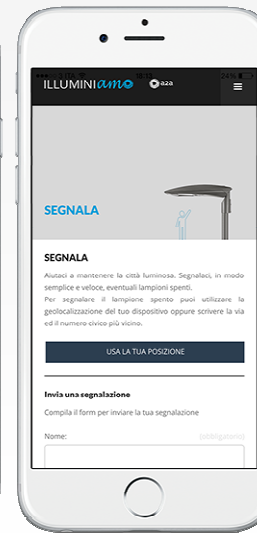 ILLUMINIamo a2a
SEGNALA
SEGNALA
Aiutaci a mantenere la città luminosa. Segnalaci, in modo
semplice e veloce, eventuali lampioni spenti.
Per segnalare il lampione spento puoi utilizzare la
geolocalizzazione del tuo dispositivo oppure scrivere la via
ed il numero civico più vicino.
USA LA TUA POSIZIONE
Invia una segnalazione
Compila il form per inviare la tua segnalazione
Nome: (obbligatorio)